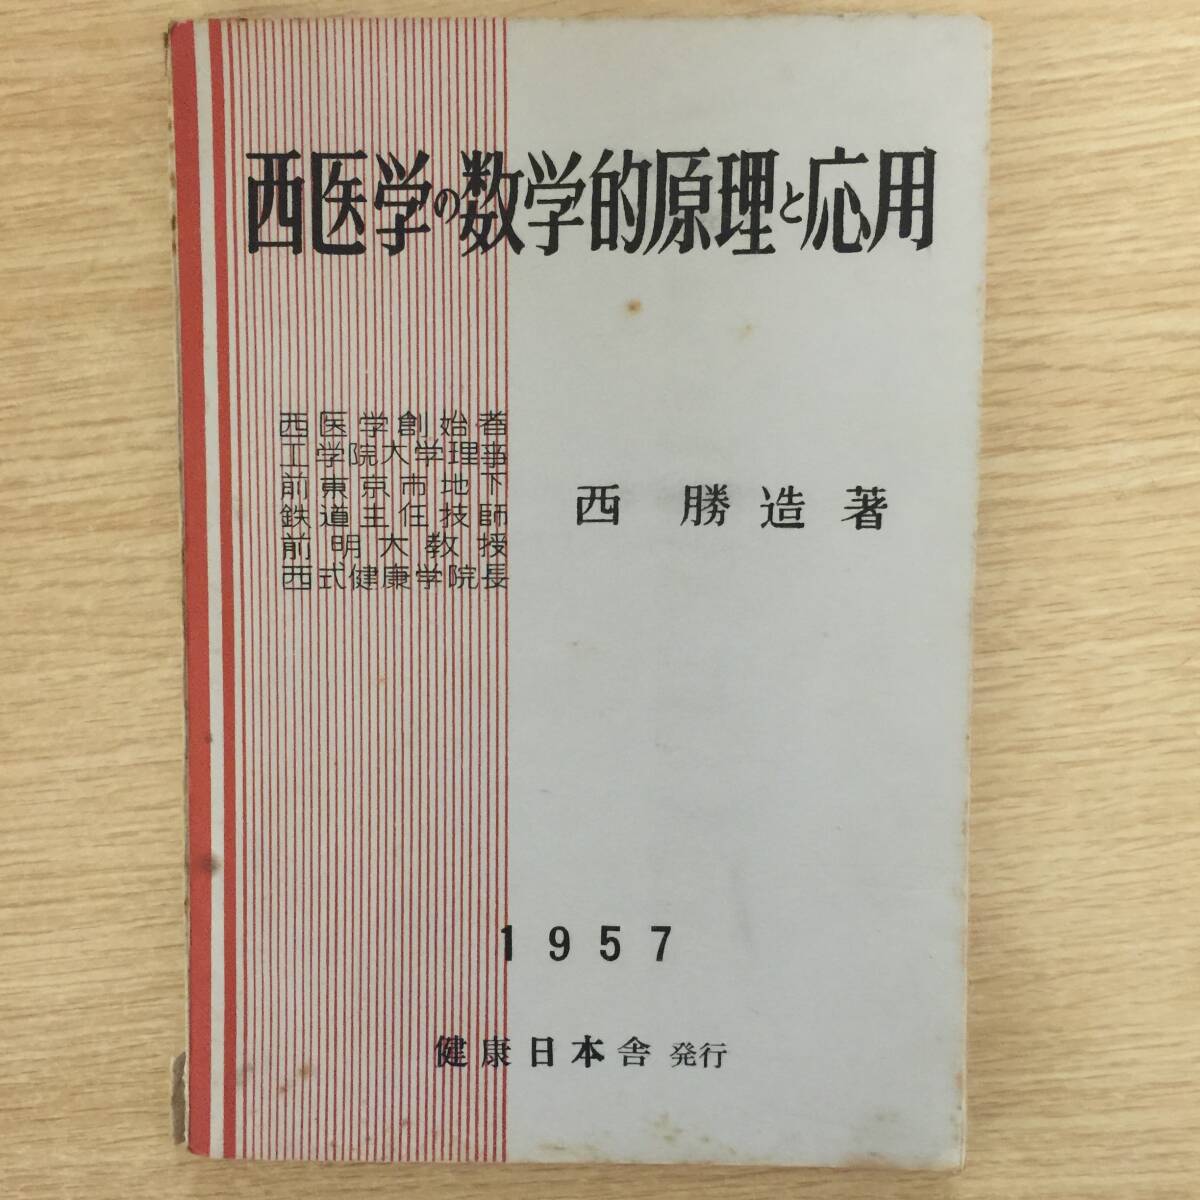 西医学の数学的原理と応用
西医学創始者
工学院大学理事
前東京市地下
鉄道主任技師
前明大教授
西式健康学院長
西勝造著
1957
健康日本舎発行